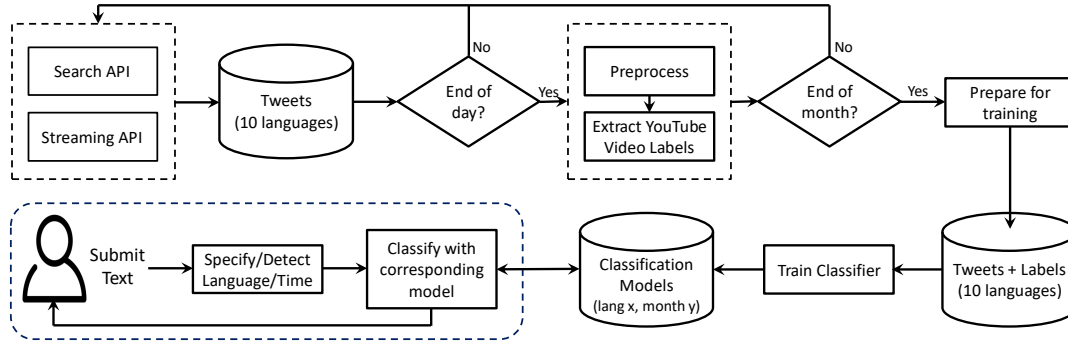 No
No
Search API
Streaming API
Tweets
(10 languages)
End of
day?
Yes
Preprocess
Extract YouTube
Video Labels
End of
month?
Yes
Prepare for
training
Submit
Text
Specify/Detect
Language/Time
Classify with
corresponding
model
Classification
Models
(lang x, month y)
Train Classifier
Tweets + Labels
(10 languages)